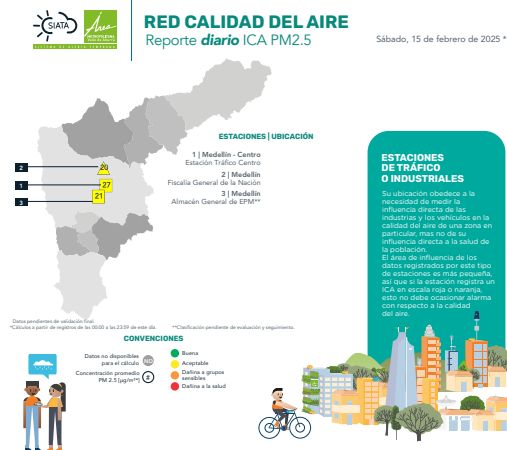 SIATA
Área
METROPOLITANA
Valle de Aburrá
SISTEMA DE ALERTA TEMPRANA
RED CALIDAD DEL AIRE
Reporte diario ICA PM2.5
Sábado, 15 de febrero de 2025 *
ESTACIONES | UBICACIÓN
1 | Medellín - Centro
Estación Tráfico Centro
2 | Medellín
Fiscalía General de la Nación
3 | Medellín
Almacén General de EPM**
2
20
1
27
3
21
ESTACIONES
DE TRÁFICO
O INDUSTRIALES
Su ubicación obedece a la
necesidad de medir la
influencia directa de las
industrias y los vehículos en la
calidad del aire de una zona en
particular, mas no de su
influencia directa a la salud de
la población.
El área de influencia de los
datos registrados por este tipo
de estaciones es más pequeña,
así que si la estación registra un
ICA en escala roja o naranja,
esto no debe ocasionar alarma
con respecto a la calidad
del aire.
Datos pendientes de validación final.
*Cálculos a partir de registros de las 00:00 a las 23:59 de este día.
**Clasificación pendiente de evaluación y seguimiento.
CONVENCIONES
Datos no disponibles
para el cálculo
ND
Concentración promedio
PM 2.5 (µg/m³)
#
Buena
Aceptable
Dañina a grupos
sensibles
Dañina a la salud